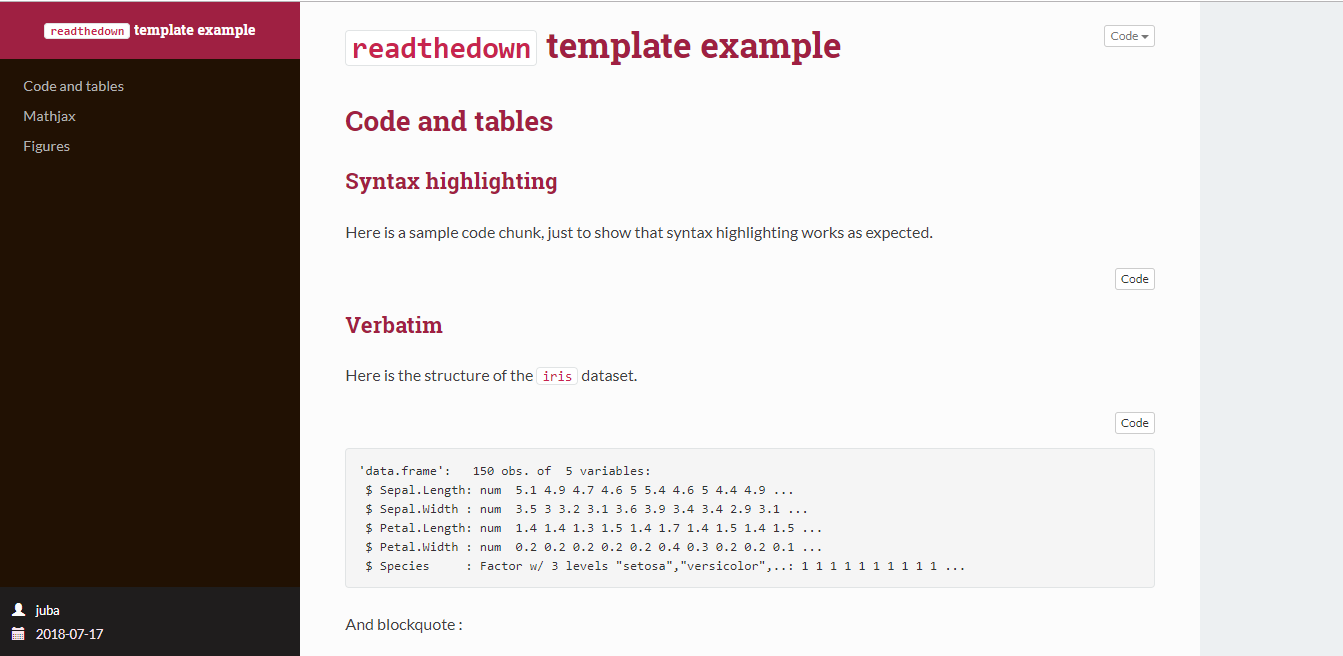 readthedown template example
Code and tables
Mathjax
Figures
juba
2018-07-17
readthedown template example
Code
Code and tables
Syntax highlighting
Here is a sample code chunk, just to show that syntax highlighting works as expected.
Code
Verbatim
Here is the structure of the iris dataset.
Code
'data.frame':   150 obs. of  5 variables:
 $ Sepal.Length: num  5.1 4.9 4.7 4.6 5 5.4 4.6 5 4.4 4.9 ...
 $ Sepal.Width : num  3.5 3 3.2 3.1 3.6 3.9 3.4 3.4 2.9 3.1 ...
 $ Petal.Length: num  1.4 1.4 1.3 1.5 1.4 1.7 1.4 1.5 1.4 1.5 ...
 $ Petal.Width : num  0.2 0.2 0.2 0.2 0.2 0.4 0.3 0.2 0.2 0.1 ...
 $ Species     : Factor w/ 3 levels "setosa","versicolor",..: 1 1 1 1 1 1 1 1 1 1 ...
And blockquote :